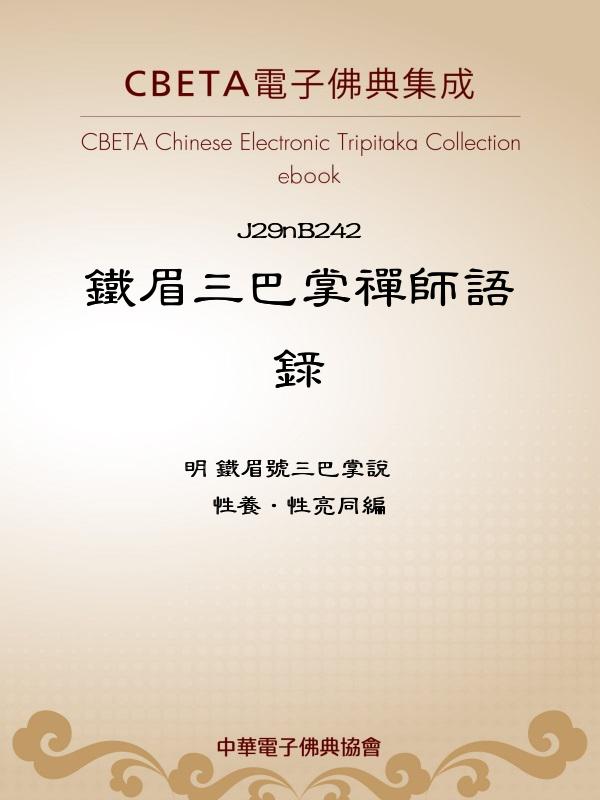 CBETA電子佛典集成
CBETA Chinese Electronic Tripitaka Collection
ebook
J29nB242
鐵眉三巴掌禪師語
錄
明 鐵眉號三巴掌說
性養．性亮同編
中華電子佛典協會